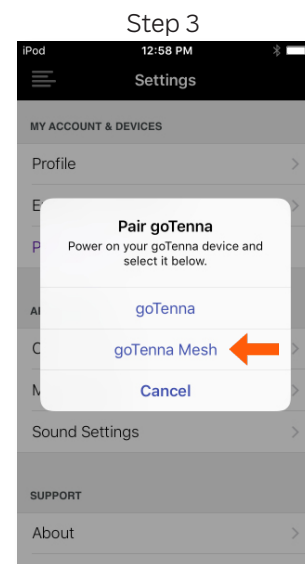 Step 3
iPod 12:58 PM
Settings
MY ACCOUNT & DEVICES
Profile
E
Pair goTenna
P
Power on your goTenna device and
select it below.
goTenna
C
goTenna Mesh
M
Cancel
Sound Settings
SUPPORT
About